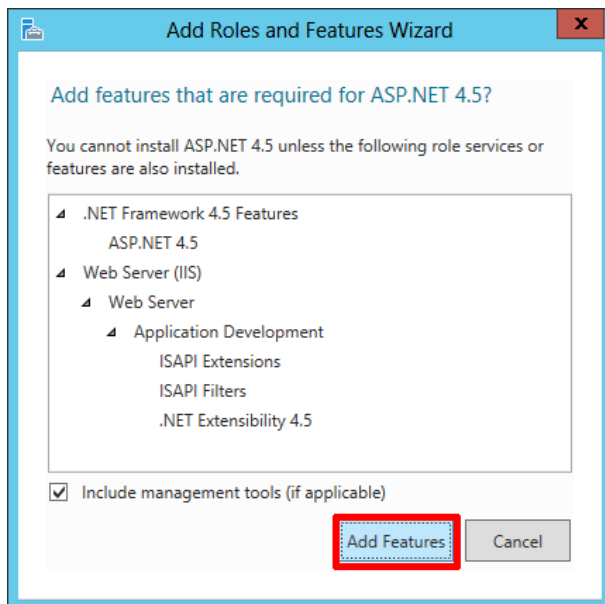 Add Roles and Features Wizard
x
Add features that are required for ASP.NET 4.5?
You cannot install ASP.NET 4.5 unless the following role services or
features are also installed.
.NET Framework 4.5 Features
ASP.NET 4.5
Web Server (IIS)
Web Server
Application Development
ISAPI Extensions
ISAPI Filters
.NET Extensibility 4.5
Include management tools (if applicable)
Add Features
Cancel